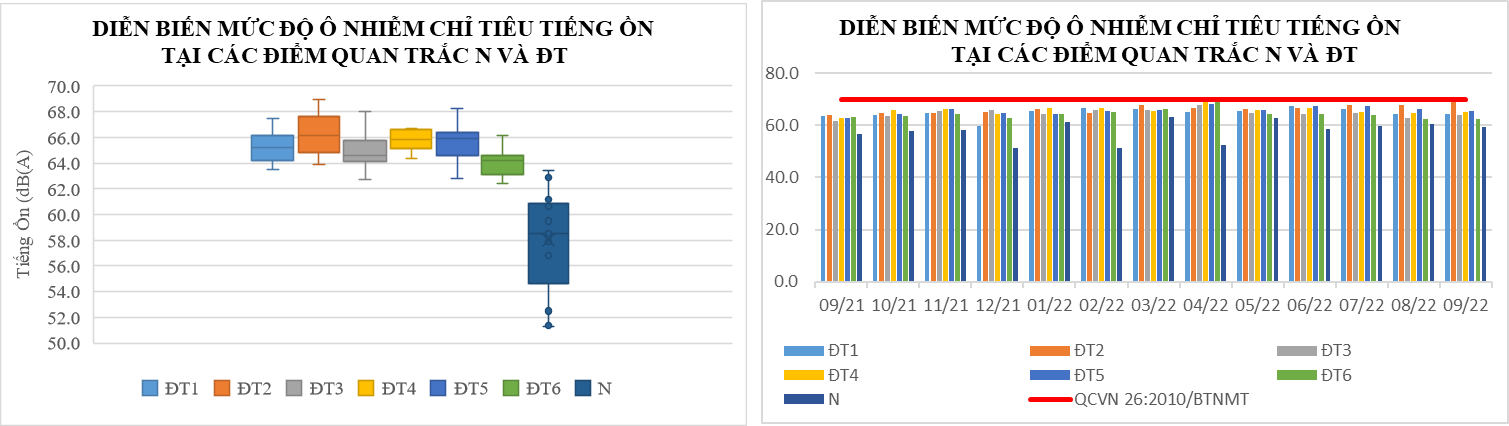 DIỄN BIẾN MỨC ĐỘ Ô NHIỄM CHỈ TIÊU TIẾNG ỒN
TẠI CÁC ĐIỂM QUAN TRẮC N VÀ ĐT
Tiếng Ồn (dB(A)
70.0
68.0
66.0
64.0
62.0
60.0
58.0
56.0
54.0
52.0
50.0
ĐT1 ĐT2 ĐT3 ĐT4 ĐT5 ĐT6 N
DIỄN BIẾN MỨC ĐỘ Ô NHIỄM CHỈ TIÊU TIẾNG ỒN
TẠI CÁC ĐIỂM QUAN TRẮC N VÀ ĐT
80.0
60.0
40.0
20.0
0.0
09/21 10/21 11/21 12/21 01/22 02/22 03/22 04/22 05/22 06/22 07/22 08/22 09/22
ĐT1 ĐT2 ĐT3
ĐT4 ĐT5 ĐT6
N QCVN 26:2010/BTNMT